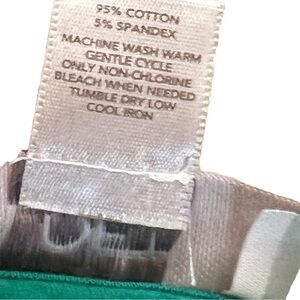 95% COTTON
5% SPANDEX
MACHINE WASH WARM
GENTLE CYCLE
ONLY NON-CHLORINE
BLEACH WHEN NEEDED
TUMBLE DRY LOW
COOL IRON